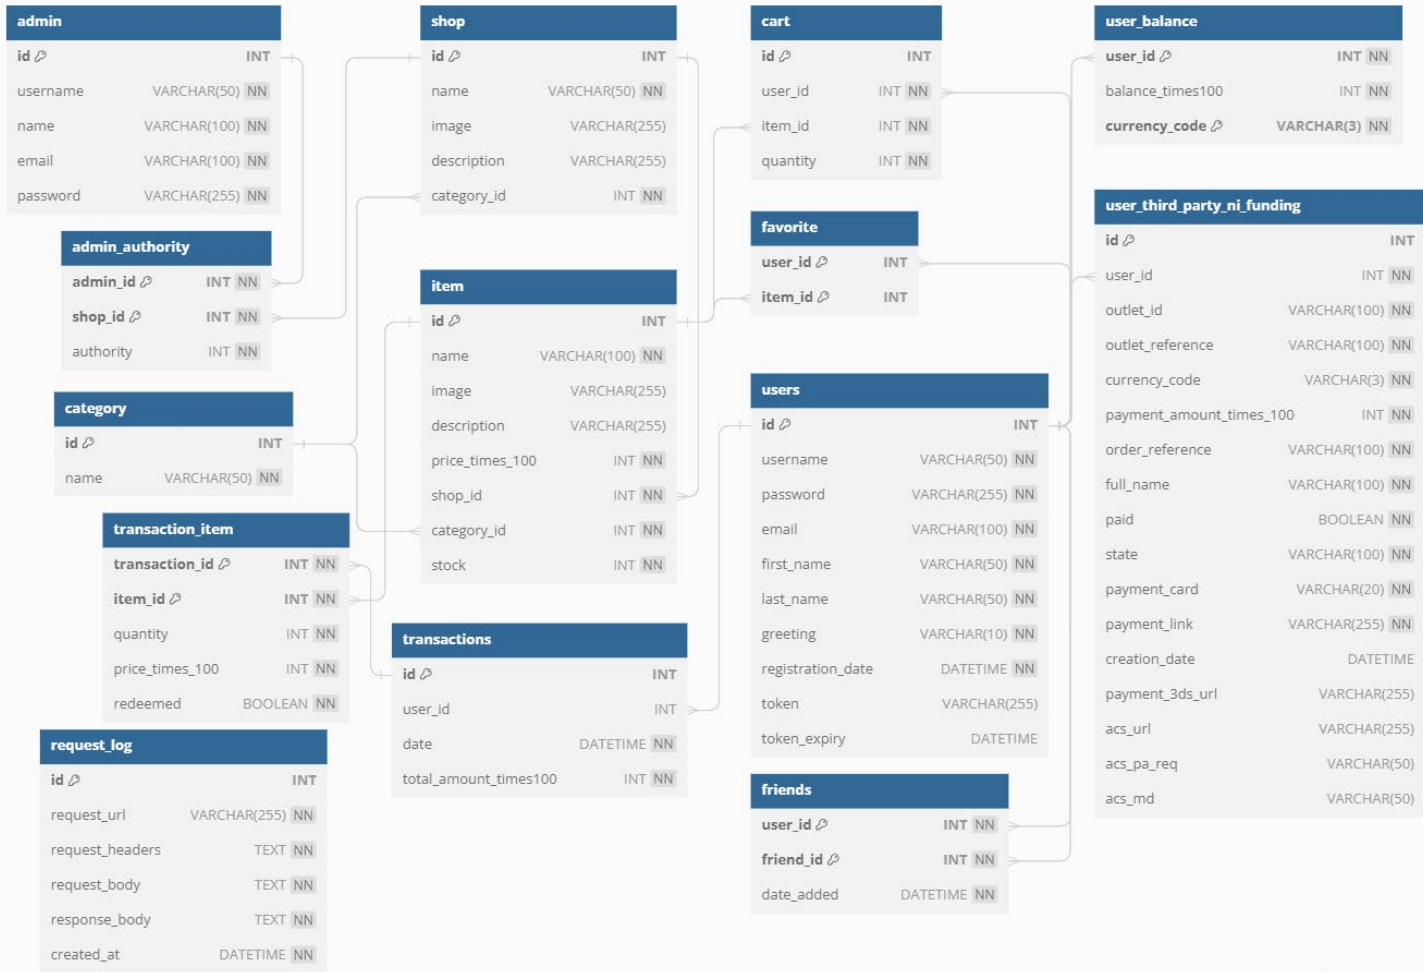 admin
id INT
username VARCHAR(50) NN
name VARCHAR(100) NN
email VARCHAR(100) NN
password VARCHAR(255) NN
admin_authority
admin_id INT NN
shop_id INT NN
authority INT NN
category
id INT
name VARCHAR(50) NN
transaction_item
transaction_id INT NN
item_id INT NN
quantity INT NN
price_times_100 INT NN
redeemed BOOLEAN NN
request_log
id INT
request_url VARCHAR(255) NN
request_headers TEXT NN
request_body TEXT NN
response_body TEXT NN
created_at DATETIME NN
shop
id INT
name VARCHAR(50) NN
image VARCHAR(255)
description VARCHAR(255)
category_id INT NN
item
id INT
name VARCHAR(100) NN
image VARCHAR(255)
description VARCHAR(255)
price_times_100 INT NN
shop_id INT NN
category_id INT NN
stock INT NN
transactions
id INT
user_id INT
date DATETIME NN
total_amount_times100 INT NN
cart
id INT
user_id INT NN
item_id INT NN
quantity INT NN
favorite
user_id INT
item_id INT
users
id INT
username VARCHAR(50) NN
password VARCHAR(255) NN
email VARCHAR(100) NN
first_name VARCHAR(50) NN
last_name VARCHAR(50) NN
greeting VARCHAR(10) NN
registration_date DATETIME NN
token VARCHAR(255)
token_expiry DATETIME
friends
user_id INT NN
friend_id INT NN
date_added DATETIME NN
user_balance
user_id INT NN
balance_times100 INT NN
currency_code VARCHAR(3) NN
user_third_party_ni_funding
id INT
user_id INT NN
outlet_id VARCHAR(100) NN
outlet_reference VARCHAR(100) NN
currency_code VARCHAR(3) NN
payment_amount_times_100 INT NN
order_reference VARCHAR(100) NN
full_name VARCHAR(100) NN
paid BOOLEAN NN
state VARCHAR(100) NN
payment_card VARCHAR(20) NN
payment_link VARCHAR(255) NN
creation_date DATETIME
payment_3ds_url VARCHAR(255)
acs_url VARCHAR(255)
acs_pa_req VARCHAR(50)
acs_md VARCHAR(50)